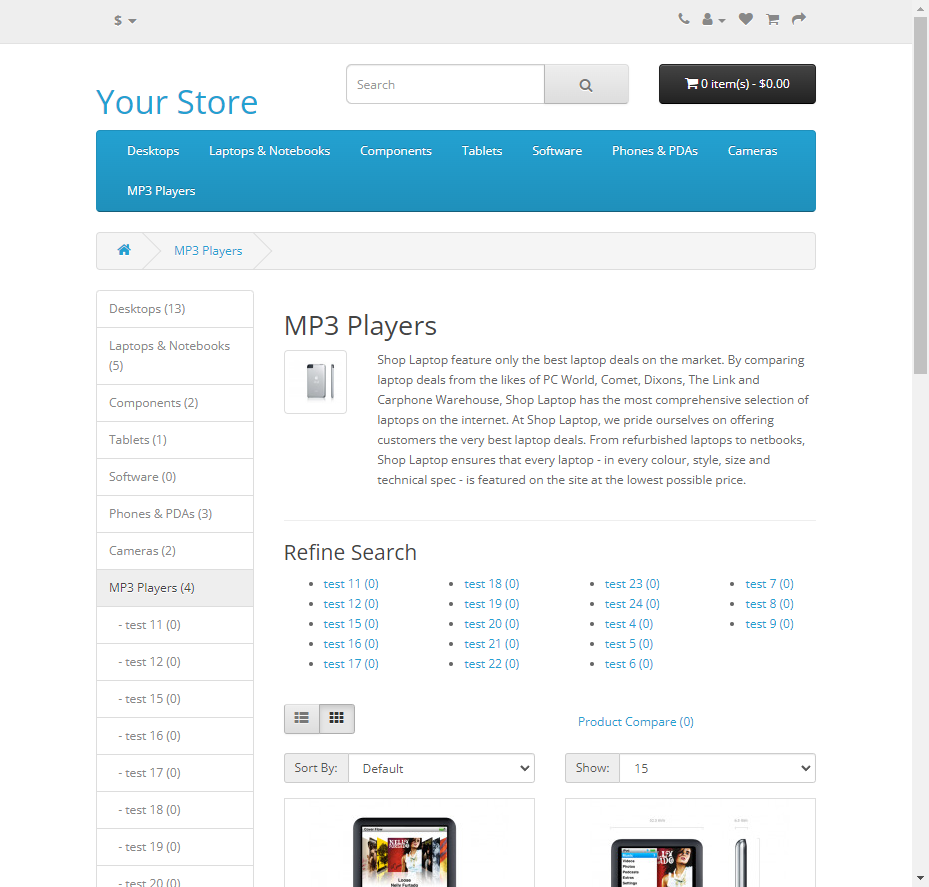 $
Your Store
Search
0 item(s) - $0.00
Desktops
Laptops & Notebooks
Components
Tablets
Software
Phones & PDAs
Cameras
MP3 Players
MP3 Players
Desktops (13)
Laptops & Notebooks
(5)
Components (2)
Tablets (1)
Software (0)
Phones & PDAs (3)
Cameras (2)
MP3 Players (4)
- test 11 (0)
- test 12 (0)
- test 15 (0)
- test 16 (0)
- test 17 (0)
- test 18 (0)
- test 19 (0)
- test 20 (0)
MP3 Players
Shop Laptop feature only the best laptop deals on the market. By comparing
laptop deals from the likes of PC World, Comet, Dixons, The Link and
Carphone Warehouse, Shop Laptop has the most comprehensive selection of
laptops on the internet. At Shop Laptop, we pride ourselves on offering
customers the very best laptop deals. From refurbished laptops to netbooks,
Shop Laptop ensures that every laptop - in every colour, style, size and
technical spec - is featured on the site at the lowest possible price.
Refine Search
test 11 (0)
test 12 (0)
test 15 (0)
test 16 (0)
test 17 (0)
test 18 (0)
test 19 (0)
test 20 (0)
test 21 (0)
test 22 (0)
test 23 (0)
test 24 (0)
test 4 (0)
test 5 (0)
test 6 (0)
test 7 (0)
test 8 (0)
test 9 (0)
Product Compare (0)
Sort By:
Default
Show:
15
Cover Flow
Loose
Nelly Furtado
Music
Videos
Photos
Podcasts
Extras
Settings